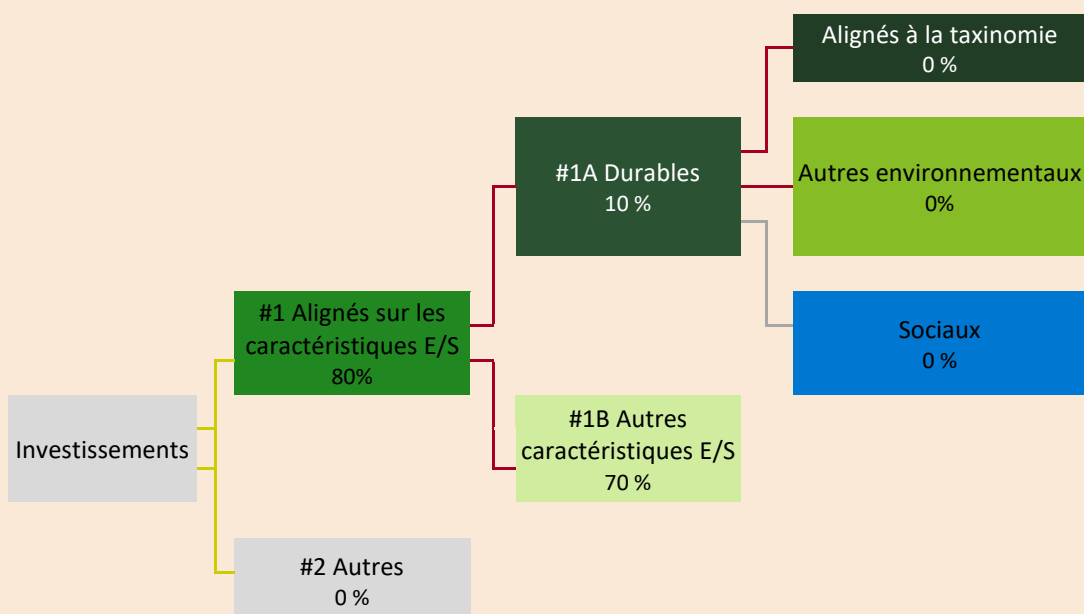 Alignés à la taxinomie
0 %
#1A Durables
10 %
Autres environnementaux
0%
#1 Alignés sur les
caractéristiques E/S
80%
Sociaux
0 %
Investissements
#1B Autres
caractéristiques E/S
70 %
#2 Autres
0 %